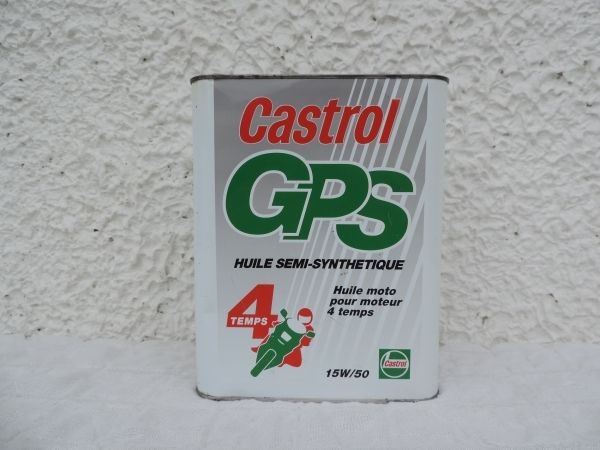 Castrol
GPS
HUILE SEMI-SYNTHETIQUE
4
TEMPS
Huile moto
pour moteur
4 temps
15W/50
Castrol